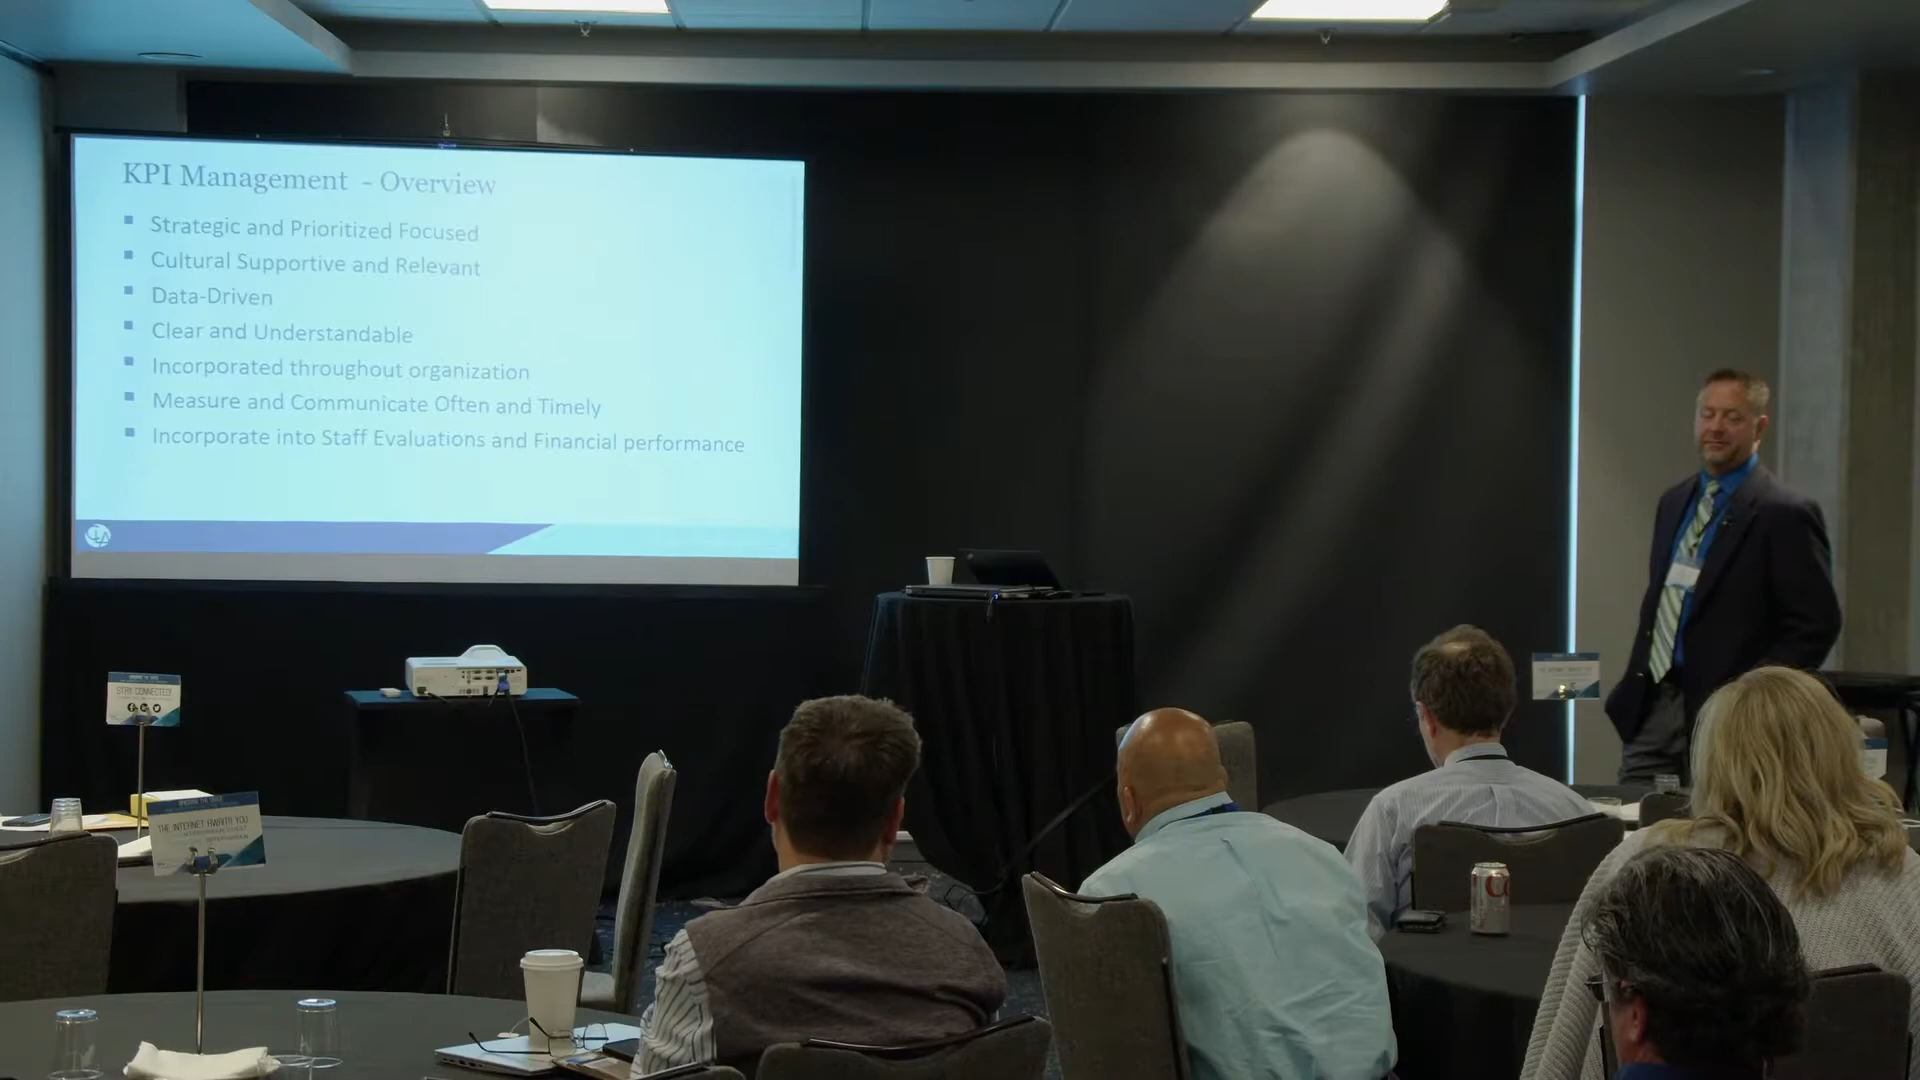 KPI Management - Overview
Strategic and Prioritized Focused
Cultural Supportive and Relevant
Data-Driven
Clear and Understandable
Incorporated throughout organization
Measure and Communicate Often and Timely
Incorporate into Staff Evaluations and Financial performance
STAY CONNECTED!
THE INTERNET AWAITS YOU